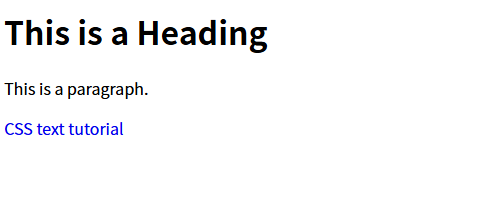 This is a Heading
This is a paragraph.
CSS text tutorial